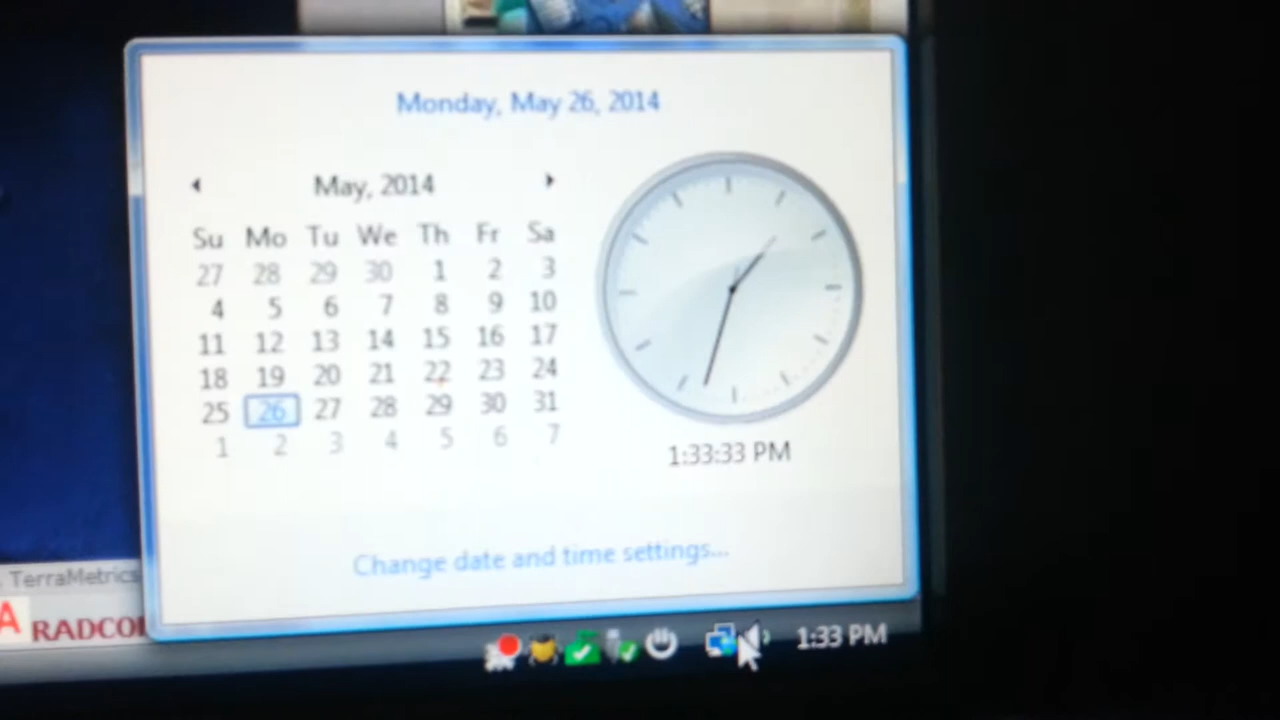 Monday, May 26, 2014
May, 2014
Su Mo Tu We Th Fr Sa
27 28 29 30 1 2 3
4 5 6 7 8 9 10
11 12 13 14 15 16 17
18 19 20 21 22 23 24
25 26 27 28 29 30 31
1 2 3 4 5 6 7
1:33:33 PM
Change date and time settings...
TerraMetrics
A RADCO
1:33 PM